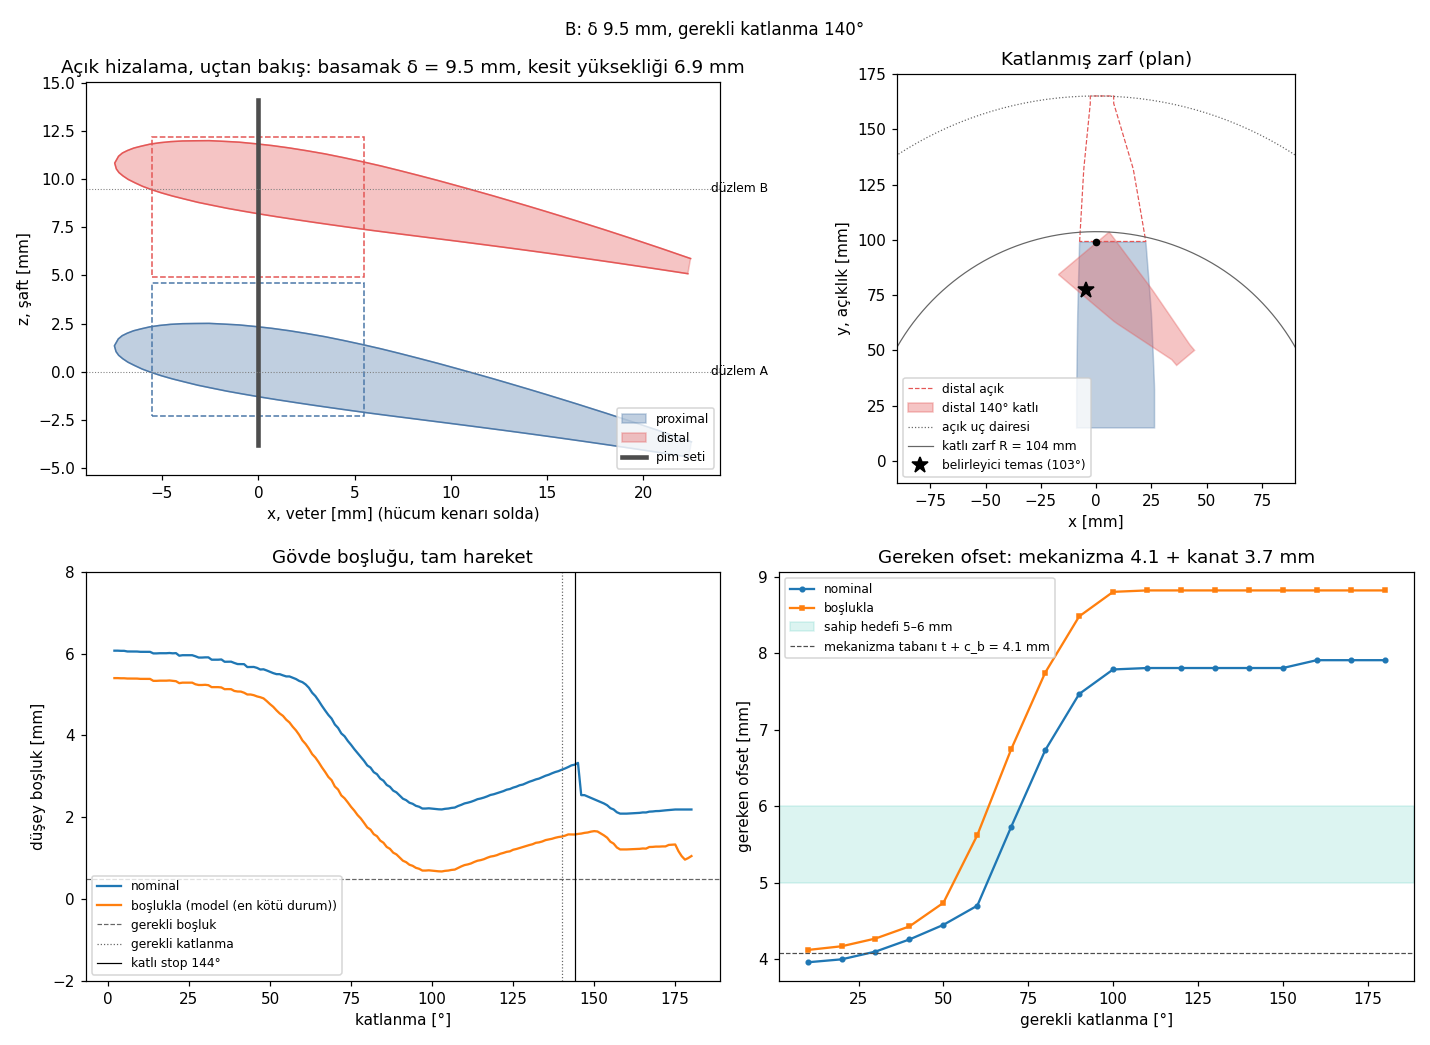 B: δ 9.5 mm, gerekli katlanma 140°
Açık hizalama, uçtan bakış: basamak δ = 9.5 mm, kesit yüksekliği 6.9 mm
15.0
12.5
10.0
7.5
5.0
2.5
0.0
−2.5
−5.0
z, şaft [mm]
düzlem B
düzlem A
proximal
distal
pim seti
−5
0
5
10
15
20
x, veter [mm] (hücum kenarı solda)
Katlanmış zarf (plan)
175
150
125
100
75
50
25
0
y, açıklık [mm]
distal açık
distal 140° katlı
açık uç dairesi
katlı zarf R = 104 mm
belirleyici temas (103°)
−75
−50
−25
0
25
50
75
x [mm]
Gövde boşluğu, tam hareket
8
6
4
2
0
−2
düşey boşluk [mm]
nominal
boşlukla (model (en kötü durum))
gerekli boşluk
gerekli katlanma
katlı stop 144°
0
25
50
75
100
125
150
175
katlanma [°]
Gereken ofset: mekanizma 4.1 + kanat 3.7 mm
9
8
7
6
5
4
gereken ofset [mm]
nominal
boşlukla
sahip hedefi 5–6 mm
mekanizma tabanı t + c_b = 4.1 mm
25
50
75
100
125
150
175
gerekli katlanma [°]